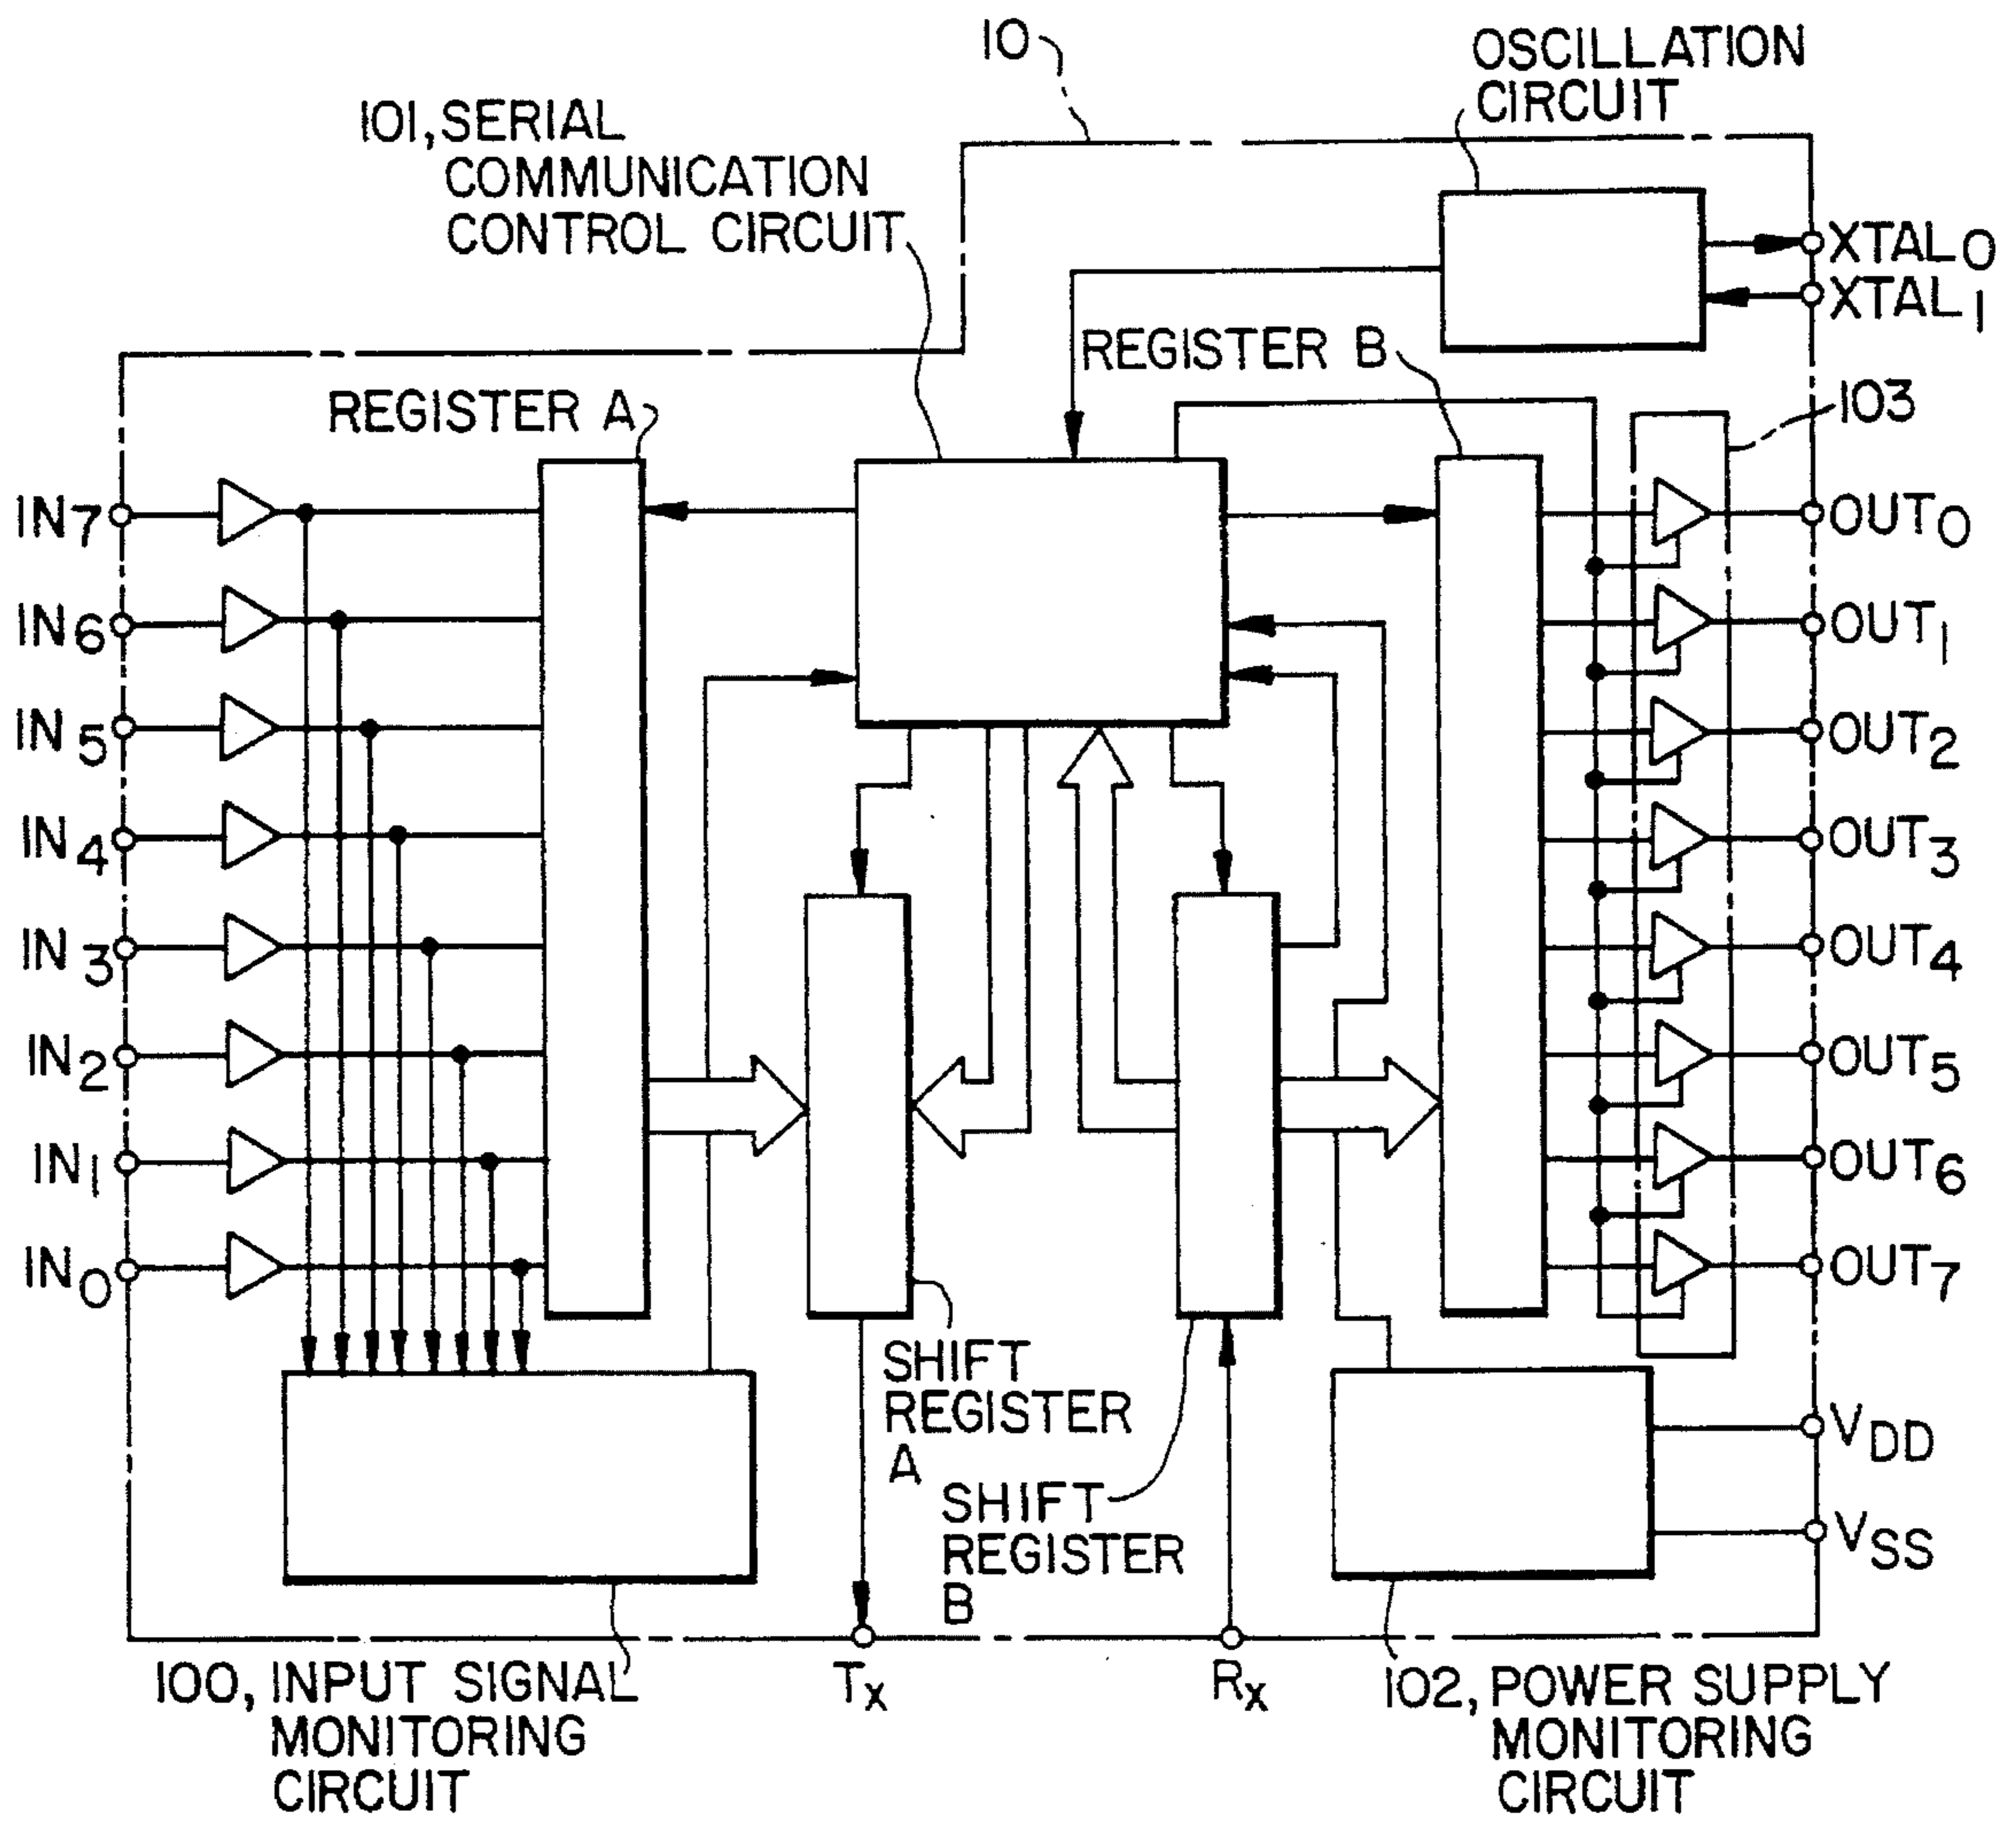 10
OSCILLATION
CIRCUIT
101, SERIAL
COMMUNICATION
CONTROL CIRCUIT
XTAL0
XTAL1
REGISTER B
REGISTER A
103
IN7
IN6
IN5
IN4
IN3
IN2
IN1
IN0
OUT0
OUT1
OUT2
OUT3
OUT4
OUT5
OUT6
OUT7
SHIFT
REGISTER
A
SHIFT
REGISTER
B
VDD
VSS
100, INPUT SIGNAL
MONITORING
CIRCUIT
Tx
Rx
102, POWER SUPPLY
MONITORING
CIRCUIT